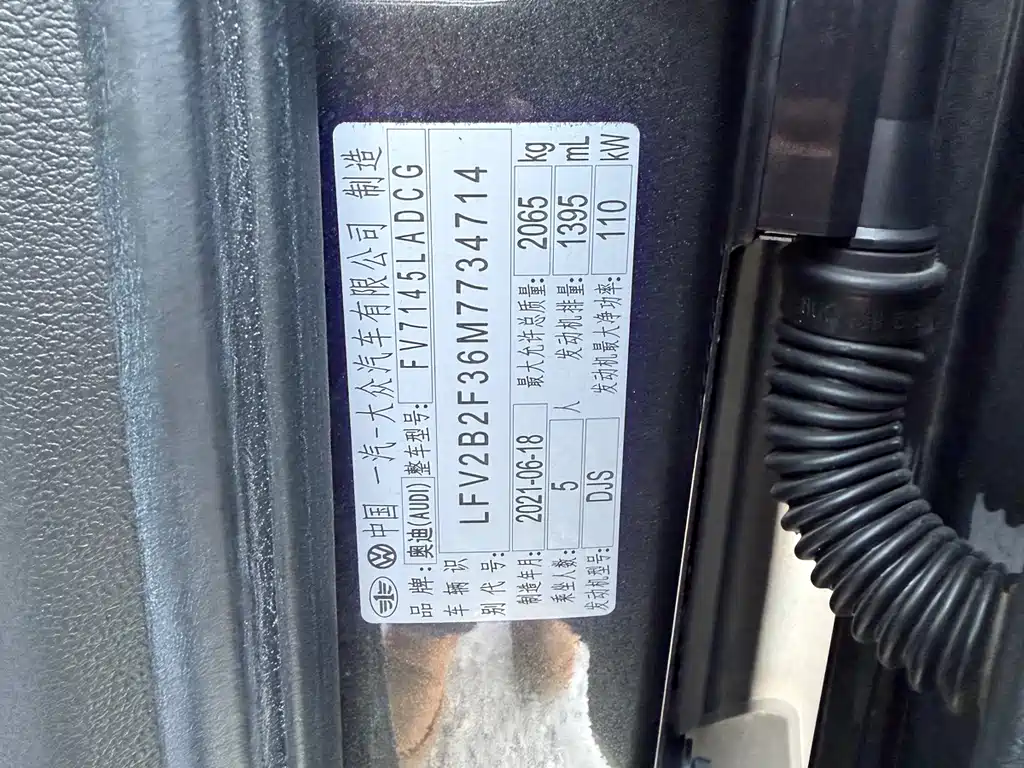 中国 一汽-大众汽车有限公司 制造
品牌: 奥迪(AUDI) 整车型号: FV7145LADCG
车辆识别代号: LFV2B2F36M7734714
制造年月: 2021-06-18 最大允许总质量: 2065 kg
乘坐人数: 5 人 发动机排量: 1395 mL
发动机型号: DJS 发动机最大净功率: 110 kW